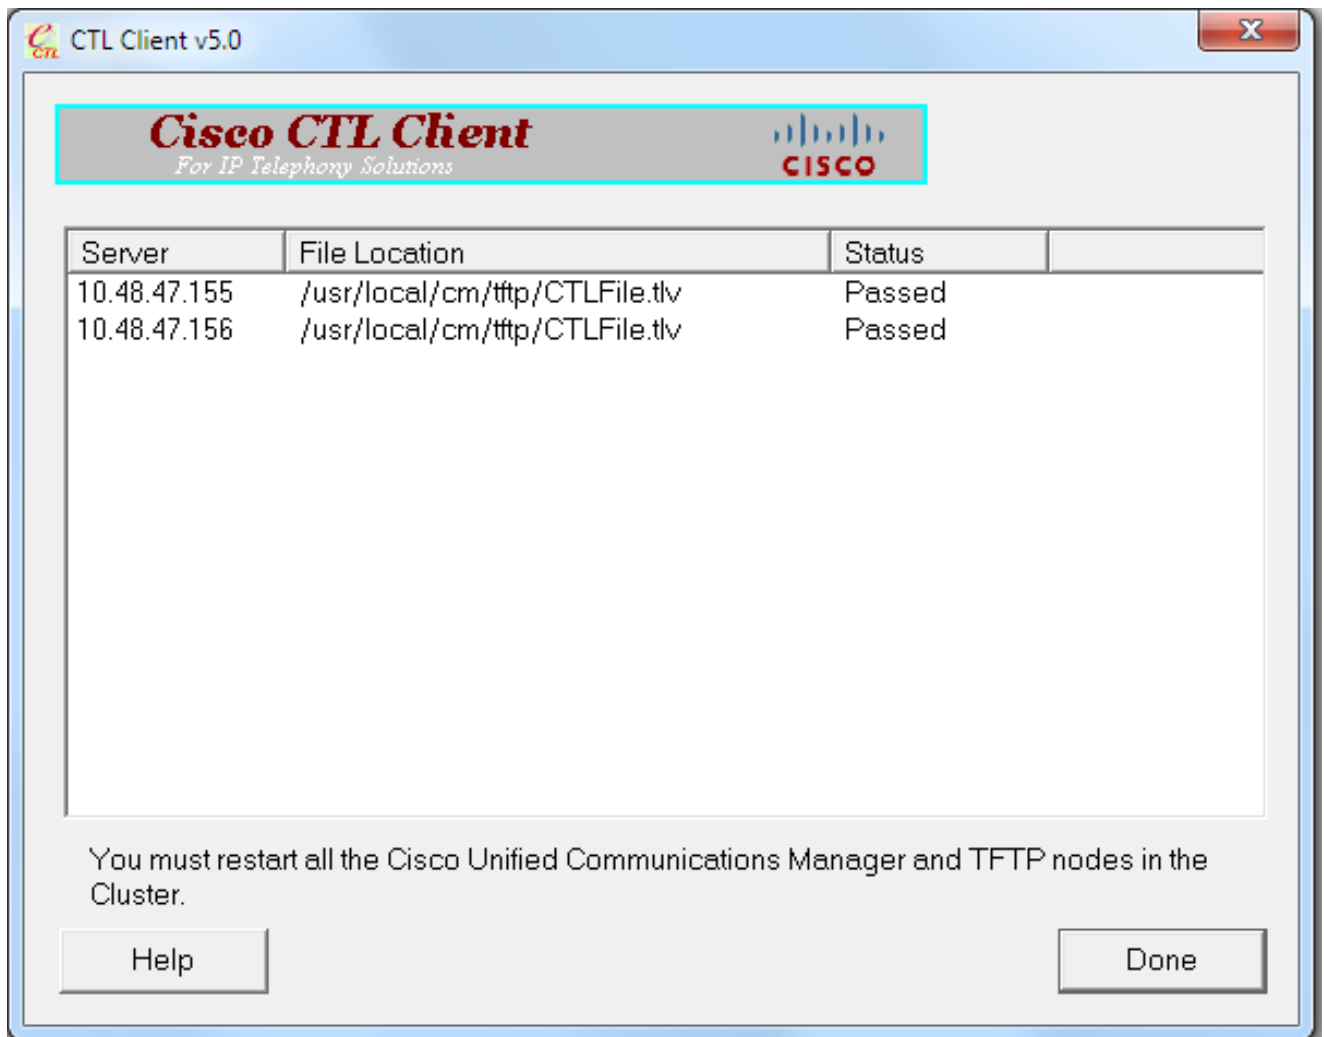 CTL Client v5.0
Cisco CTL Client
For IP Telephony Solutions
CISCO
Server File Location Status
10.48.47.155 /usr/local/cm/tftp/CTLFile.tlv Passed
10.48.47.156 /usr/local/cm/tftp/CTLFile.tlv Passed
You must restart all the Cisco Unified Communications Manager and TFTP nodes in the
Cluster.
Help Done